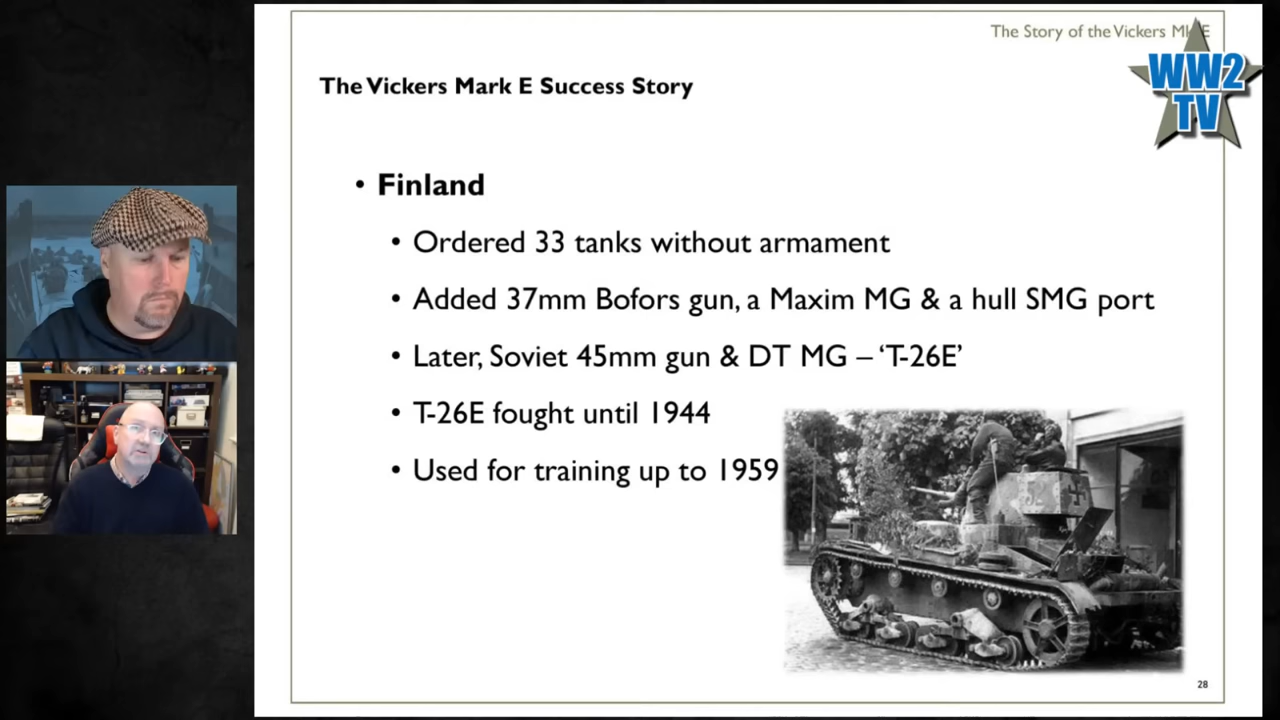 The Story of the Vickers Mk E
WW2
TV
The Vickers Mark E Success Story
• Finland
• Ordered 33 tanks without armament
• Added 37mm Bofors gun, a Maxim MG & a hull SMG port
• Later, Soviet 45mm gun & DT MG – ‘T-26E’
• T-26E fought until 1944
• Used for training up to 1959
28